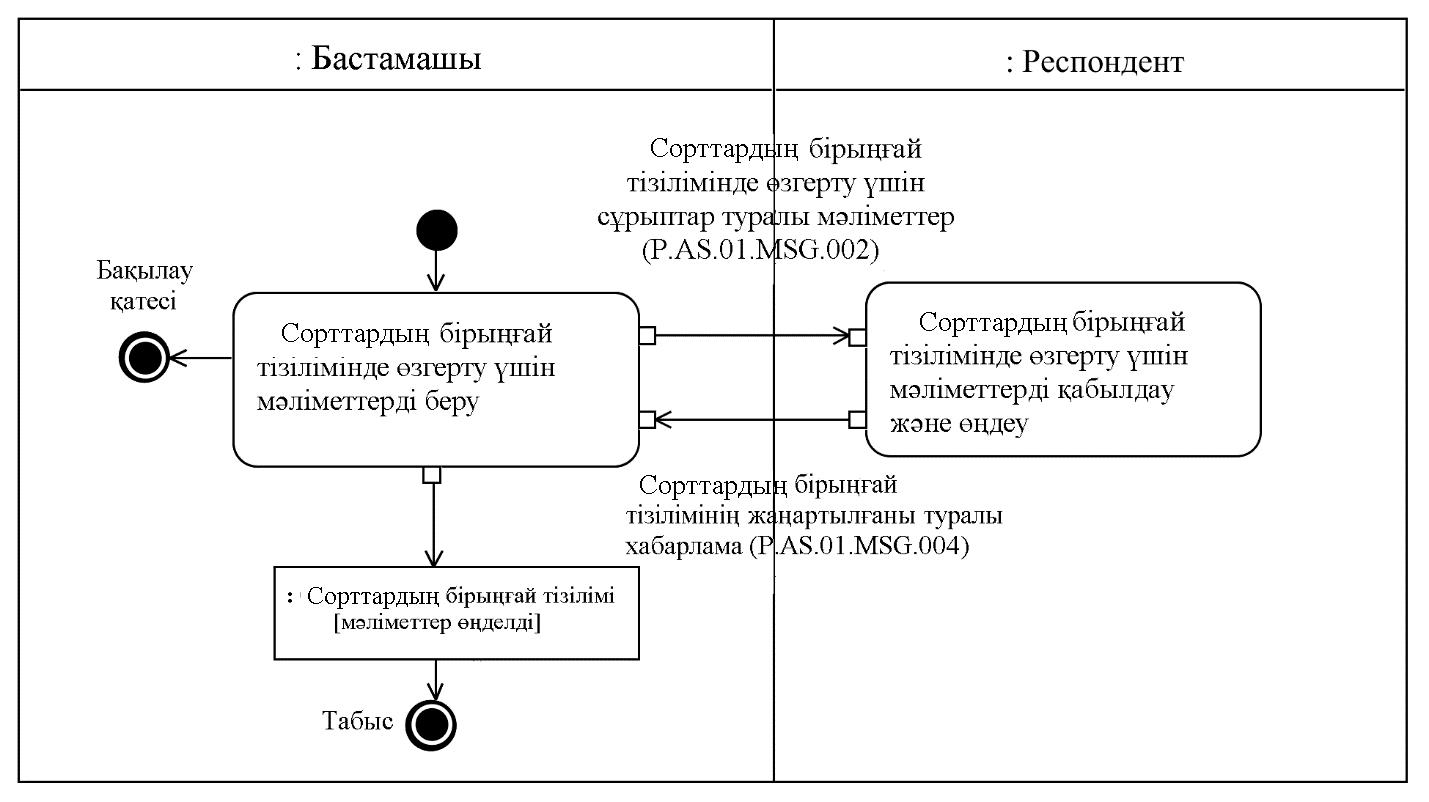 : Бастамашы
: Респондент
Сорттардың бірыңғай
тізілімінде өзгерту үшін
сұрыптар туралы мәліметтер
(P.AS.01.MSG.002)
Бақылау
қатесі
Сорттардың бірыңғай
тізілімінде өзгерту үшін
мәліметтерді беру
Сорттардың бірыңғай
тізілімінде өзгерту үшін
мәліметтерді қабылдау
және өңдеу
Сорттардың бірыңғай
тізілімінің жаңартылғаны туралы
хабарлама (P.AS.01.MSG.004)
: Сорттардың бірыңғай тізілімі
[мәліметтер өңделді]
Табыс